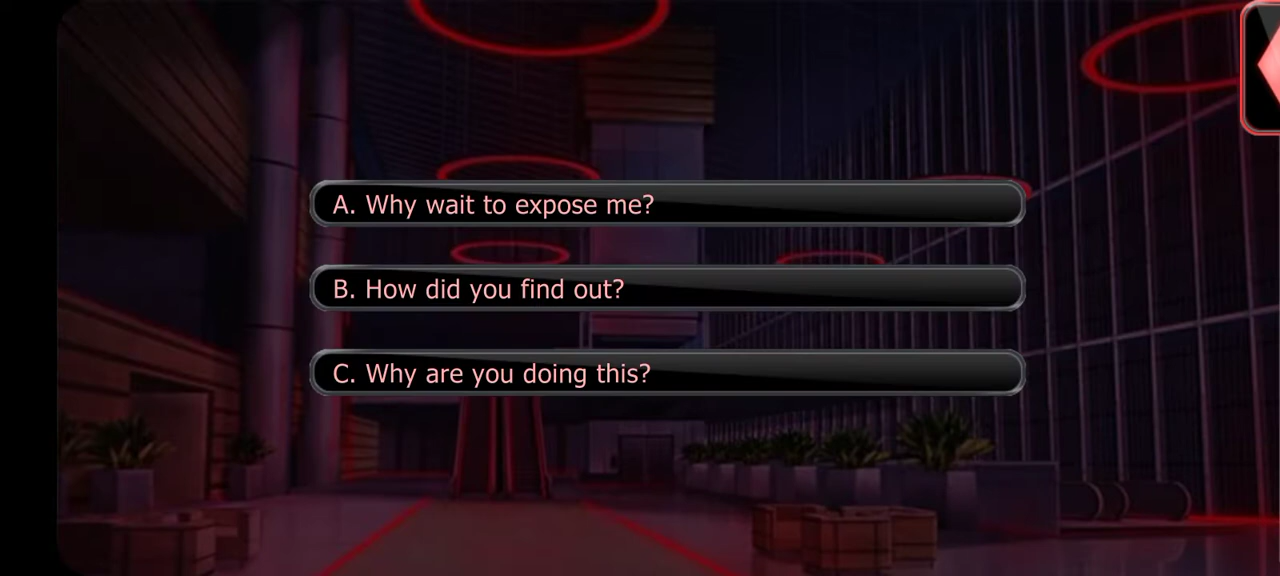 A. Why wait to expose me?
B. How did you find out?
C. Why are you doing this?